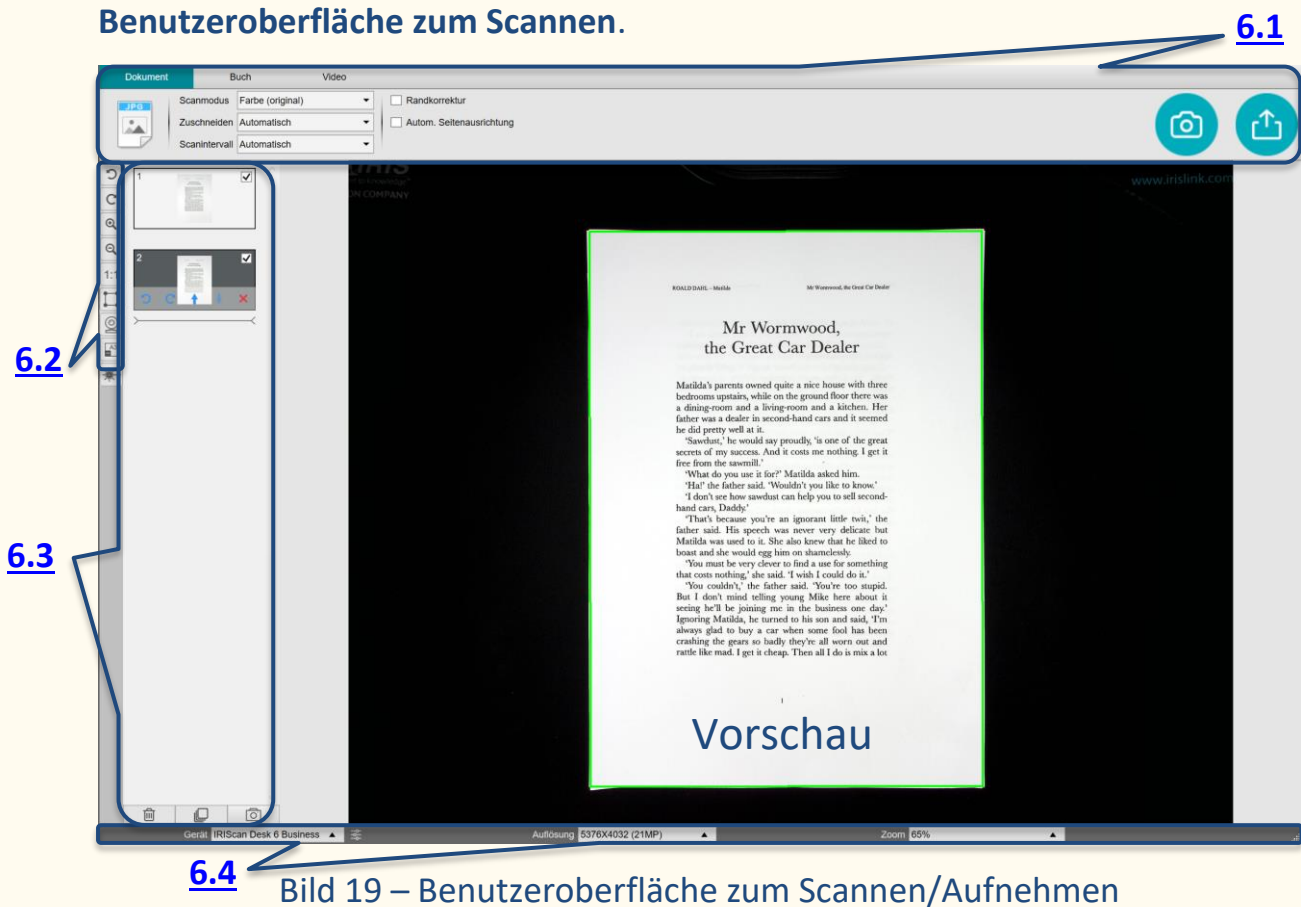 Benutzeroberfläche zum Scannen.
6.1
Dokument Buch Video
JPG
Scanmodus Farbe (original)
Zuschneiden Automatisch
Scanintervall Automatisch
Randkorrektur
Autom. Seitenausrichtung
1
2
1:1
A3
6.2
6.3
IRIS
ON COMPANY
www.irislink.com
ROALD DAHL – Matilda Mr Wormwood, the Great Car Dealer
Mr Wormwood,
the Great Car Dealer
Matilda's parents owned quite a nice house with three
bedrooms upstairs, while on the ground floor there was
a dining-room and a living-room and a kitchen. Her
father was a dealer in second-hand cars and it seemed
he did pretty well at it.
'Sawdust,' he would say proudly, 'is one of the great
secrets of my success. And it costs me nothing. I get it
free from the sawmill.'
'What do you use it for?' Matilda asked him.
'Ha!' the father said. 'Wouldn't you like to know.'
'I don't see how sawdust can help you to sell second-
hand cars, Daddy.'
'That's because you're an ignorant little twit,' the
father said. His speech was never very delicate but
Matilda was used to it. She also knew that he liked to
boast and she would egg him on shamelessly.
'You must be very clever to find a use for something
that costs nothing,' she said. 'I wish I could do it.'
'You couldn't,' the father said. 'You're too stupid.
But I don't mind telling young Mike here about it
seeing he'll be joining me in the business one day.'
Ignoring Matilda, he turned to his son and said, 'I'm
always glad to buy a car when some fool has been
crashing the gears so badly they're all worn out and
rattle like mad. I get it cheap. Then all I do is mix a lot
1
Vorschau
Gerät IRIScan Desk 6 Business Auflösung 5376X4032 (21MP) Zoom 65%
6.4
Bild 19 – Benutzeroberfläche zum Scannen/Aufnehmen